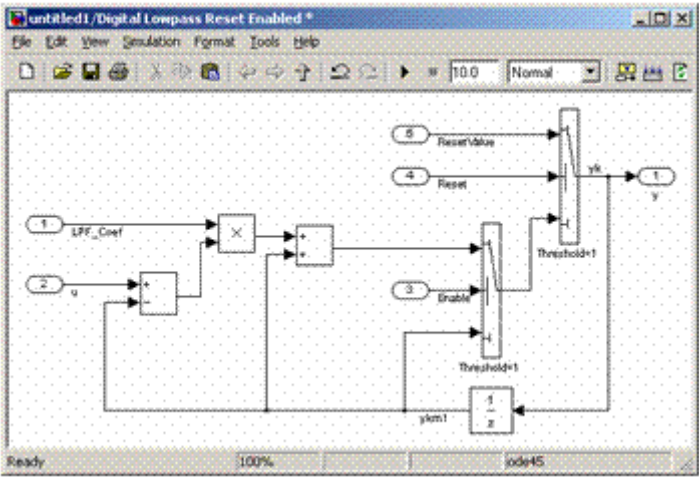 untitled1/Digital Lowpass Reset Enabled *
File Edit View Simulation Format Tools Help
10.0 Normal
5
ResetValue
4
Reset
yk
1
y
1
LPF_Coef
×
+
+
Threshold=1
2
u
+
−
3
Enable
Threshold=1
ykm1
1
z
Ready 100% ode45